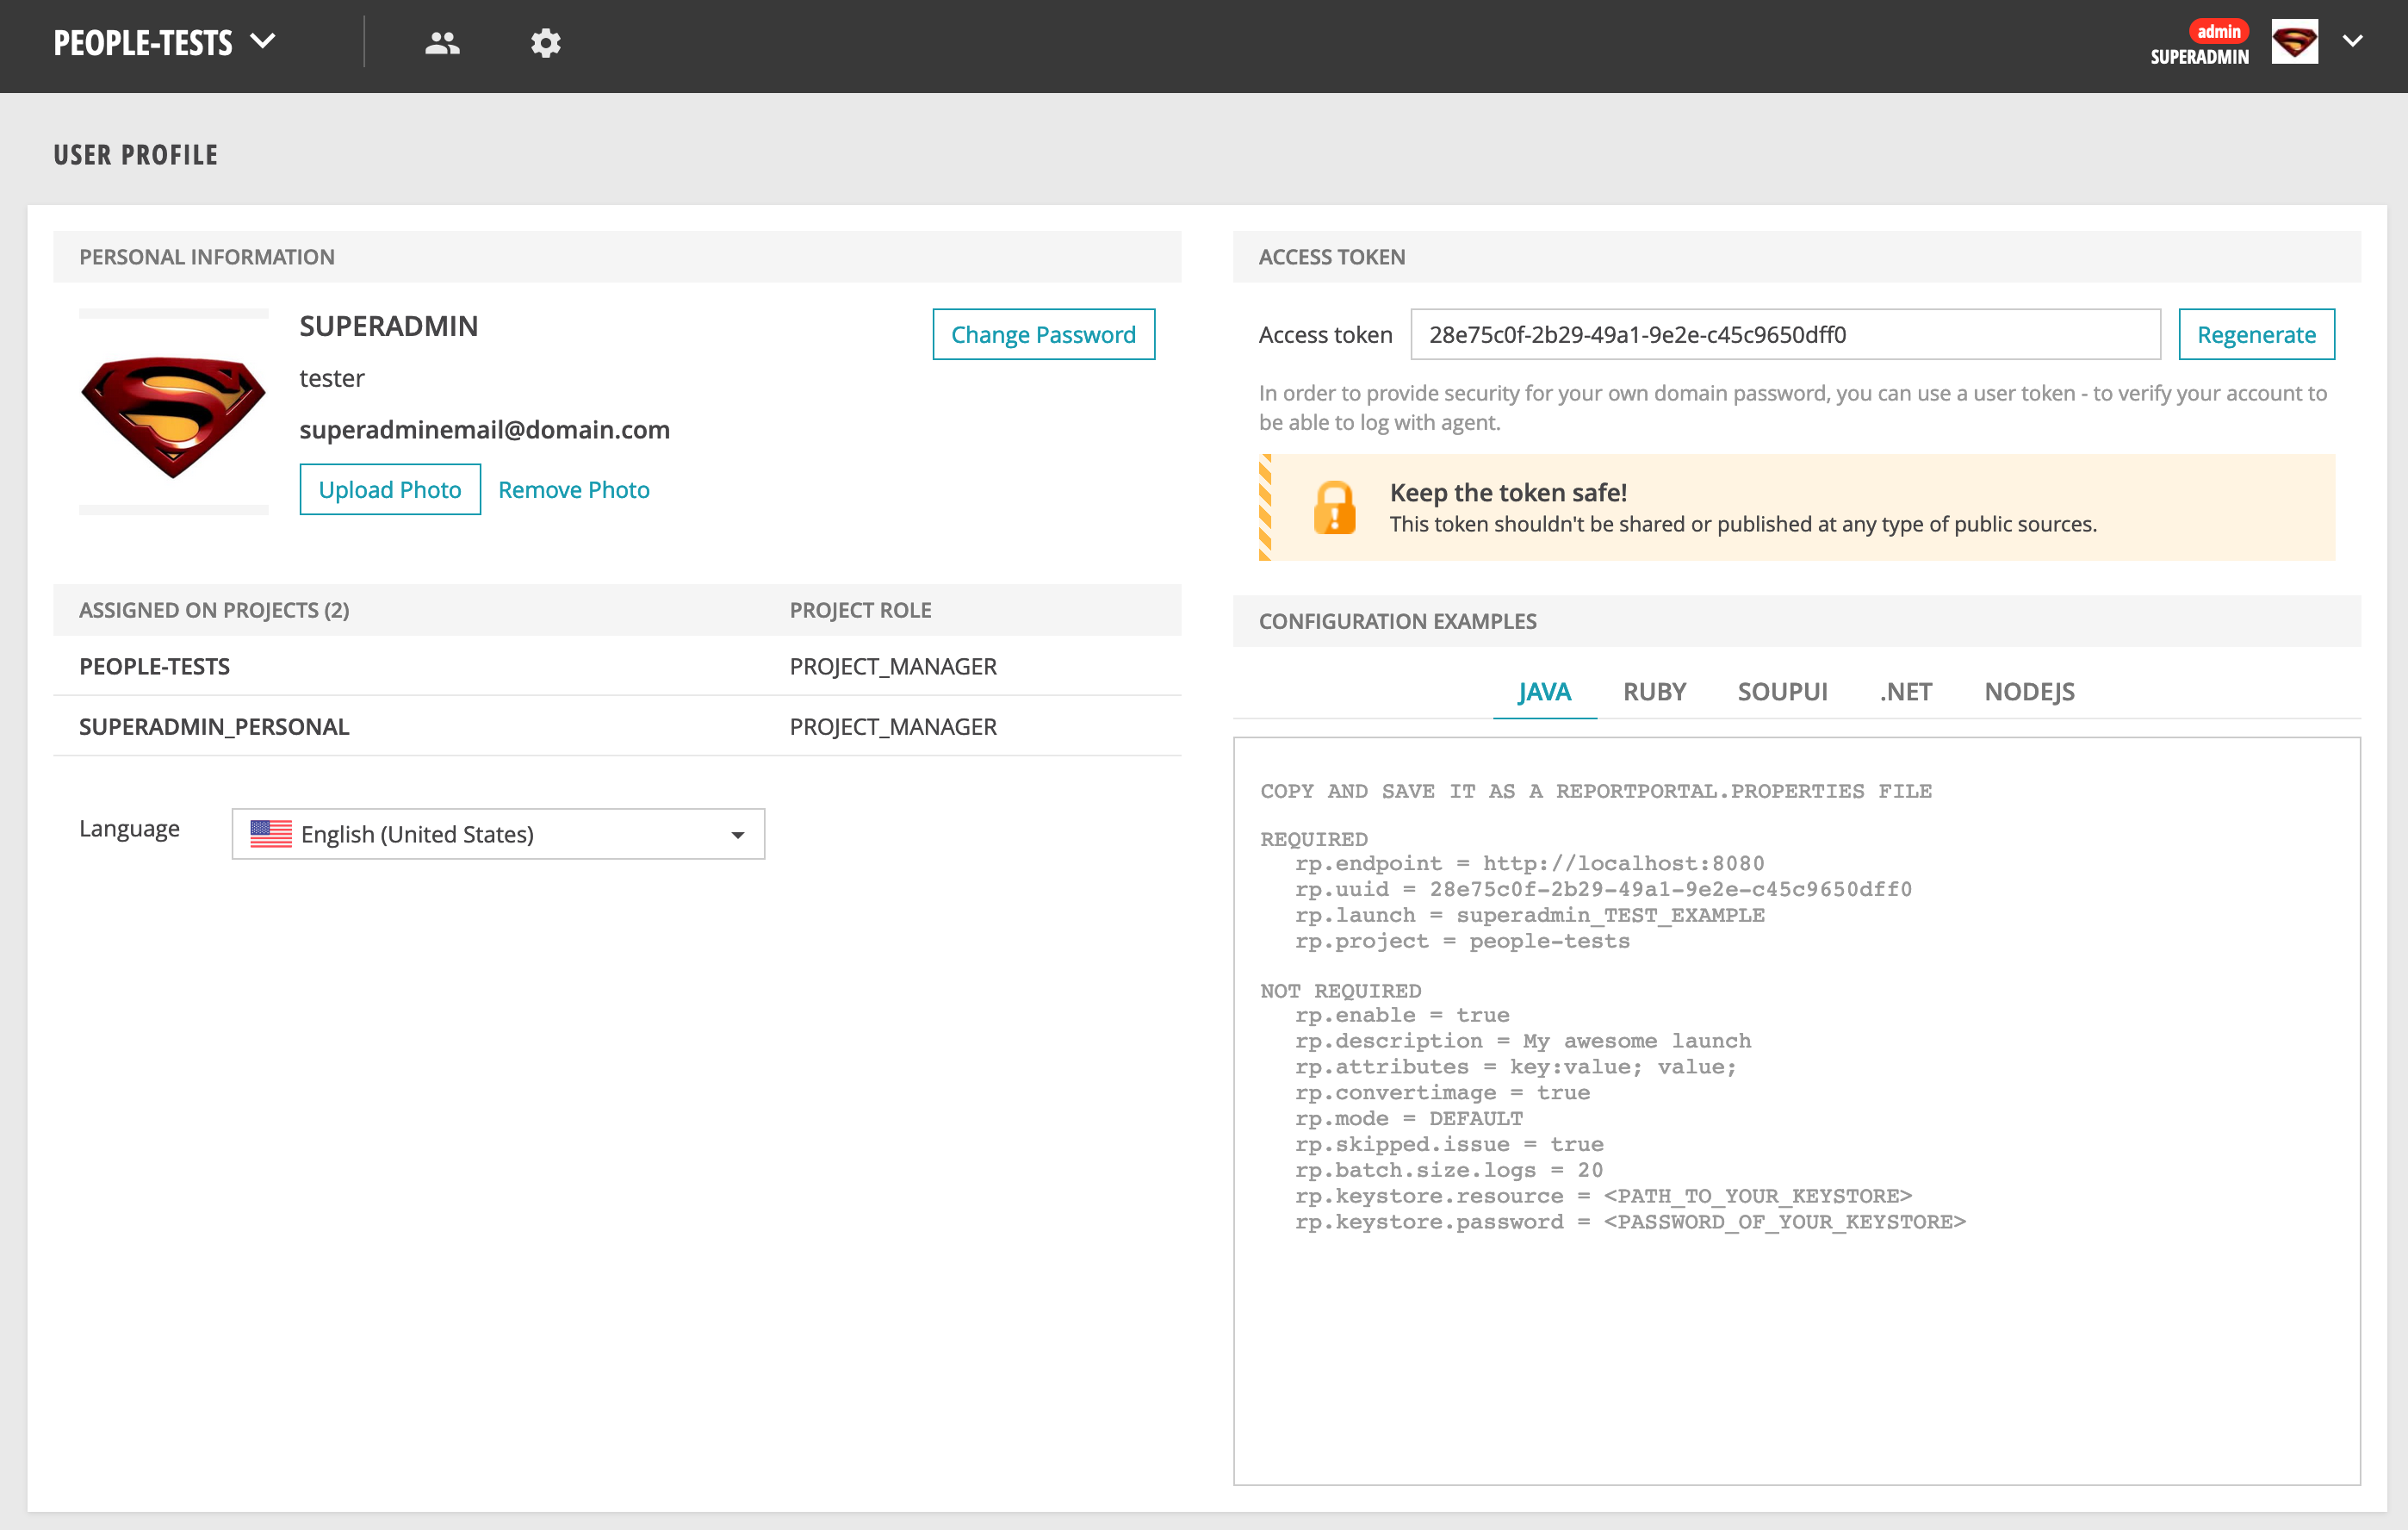 PEOPLE-TESTS
admin
SUPERADMIN
USER PROFILE
PERSONAL INFORMATION
SUPERADMIN
tester
superadminemail@domain.com
Change Password
Upload Photo
Remove Photo
ASSIGNED ON PROJECTS (2) PROJECT ROLE
PEOPLE-TESTS PROJECT_MANAGER
SUPERADMIN_PERSONAL PROJECT_MANAGER
Language English (United States)
ACCESS TOKEN
Access token 28e75c0f-2b29-49a1-9e2e-c45c9650dff0 Regenerate
In order to provide security for your own domain password, you can use a user token - to verify your account to
be able to log with agent.
Keep the token safe!
This token shouldn't be shared or published at any type of public sources.
CONFIGURATION EXAMPLES
JAVA RUBY SOUPUI .NET NODEJS
COPY AND SAVE IT AS A REPORTPORTAL.PROPERTIES FILE
REQUIRED
rp.endpoint = http://localhost:8080
rp.uuid = 28e75c0f-2b29-49a1-9e2e-c45c9650dff0
rp.launch = superadmin_TEST_EXAMPLE
rp.project = people-tests
NOT REQUIRED
rp.enable = true
rp.description = My awesome launch
rp.attributes = key:value; value;
rp.convertimage = true
rp.mode = DEFAULT
rp.skipped.issue = true
rp.batch.size.logs = 20
rp.keystore.resource = <PATH_TO_YOUR_KEYSTORE>
rp.keystore.password = <PASSWORD_OF_YOUR_KEYSTORE>